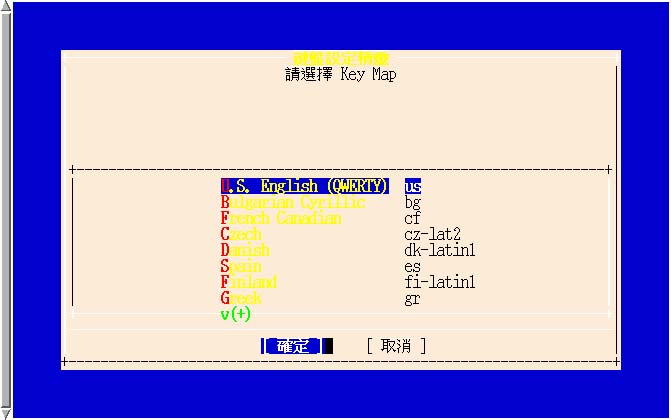 鍵盤設定精靈
請選擇 Key Map
U.S. English (QWERTY) us
Bulgarian Cyrillic bg
French Canadian cf
Czech cz-lat2
Danish dk-latin1
Spain es
Finland fi-latin1
Greek gr
v(+)
[ 確定 ] [ 取消 ]